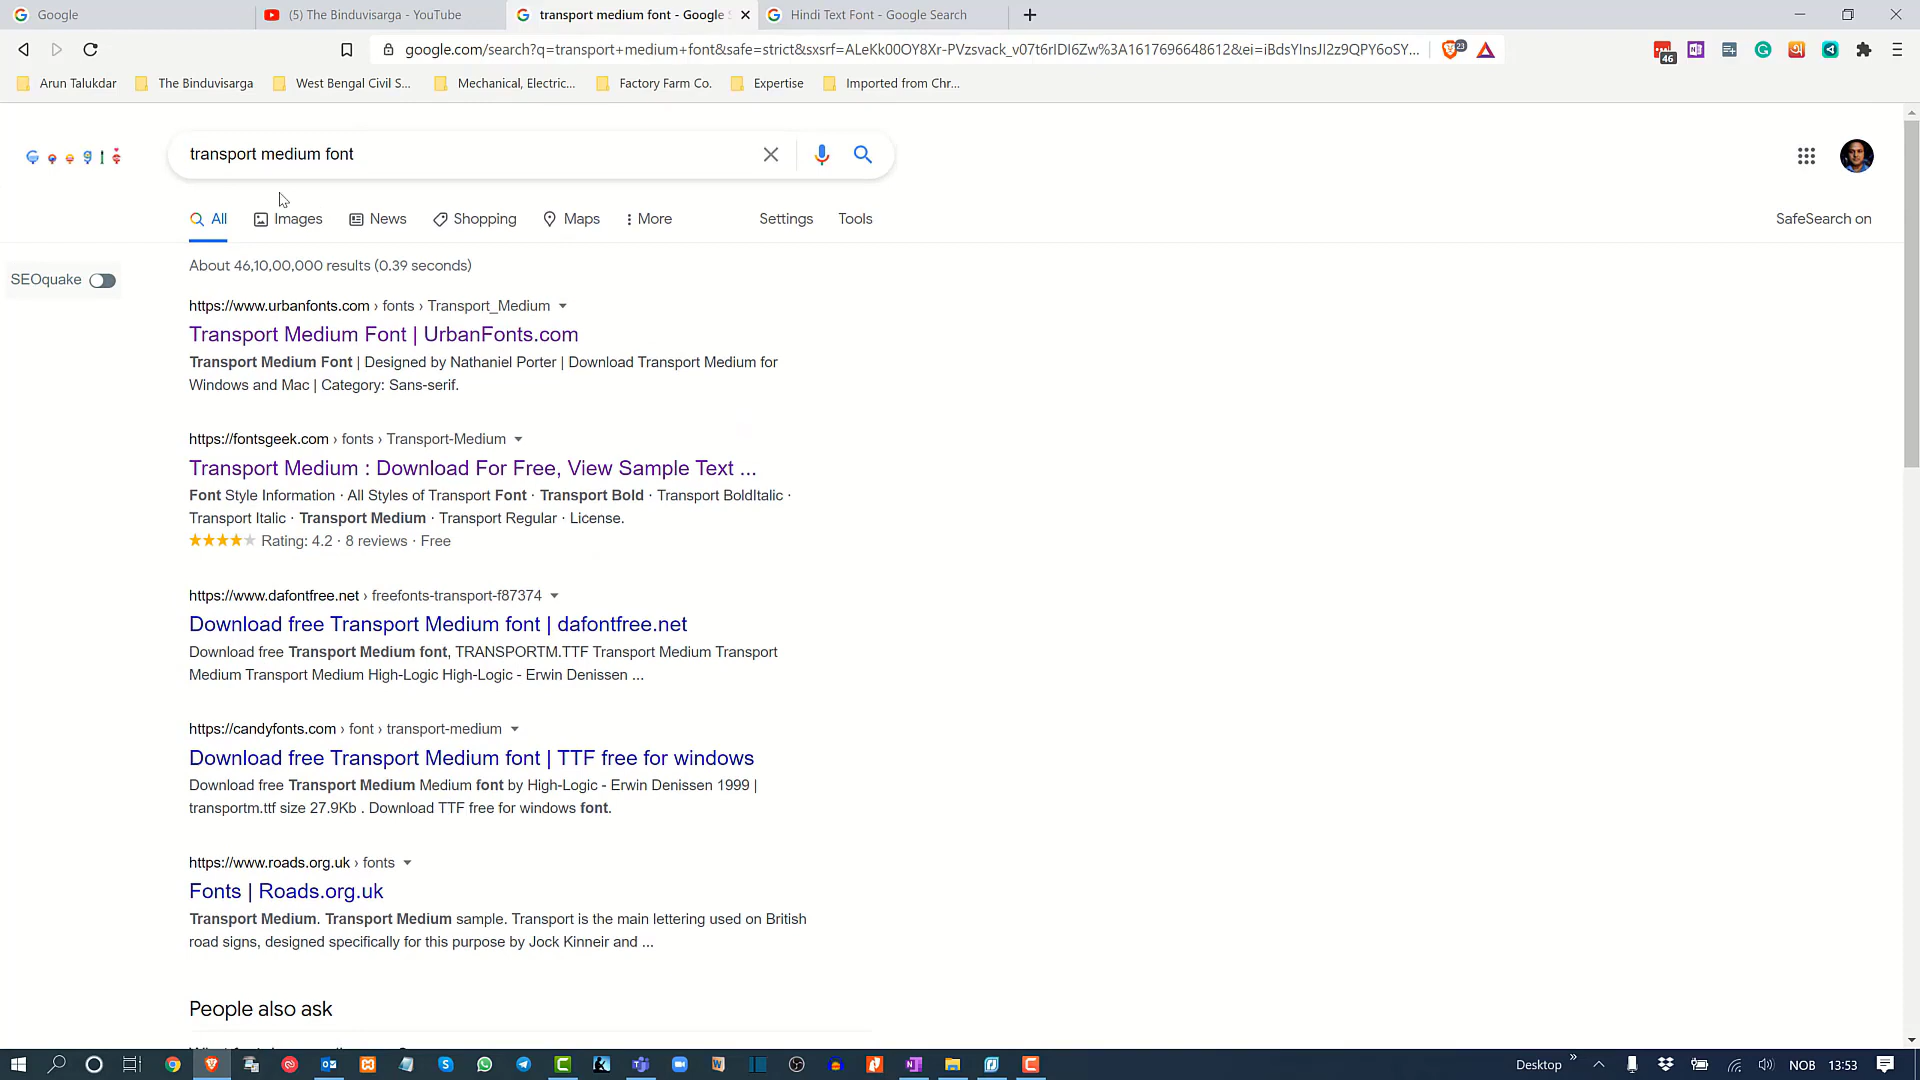 Google
(5) The Binduvisarga - YouTube
transport medium font - Google S
Hindi Text Font - Google Search
google.com/search?q=transport+medium+font&safe=strict&sxsrf=ALeKk00OY8Xr-PVzsvack_v07t6rIDI6Zw%3A1617696648612&ei=iBdsYInsJI2z9QPY6oSY...
23
46
Arun Talukdar
The Binduvisarga
West Bengal Civil S...
Mechanical, Electric...
Factory Farm Co.
Expertise
Imported from Chr...
Google
transport medium font
All
Images
News
Shopping
Maps
More
Settings
Tools
SafeSearch on
About 46,10,00,000 results (0.39 seconds)
SEOquake
https://www.urbanfonts.com › fonts › Transport_Medium
Transport Medium Font | UrbanFonts.com
Transport Medium Font | Designed by Nathaniel Porter | Download Transport Medium for
Windows and Mac | Category: Sans-serif.
https://fontsgeek.com › fonts › Transport-Medium
Transport Medium : Download For Free, View Sample Text ...
Font Style Information · All Styles of Transport Font · Transport Bold · Transport BoldItalic ·
Transport Italic · Transport Medium · Transport Regular · License.
Rating: 4.2 · 8 reviews · Free
https://www.dafontfree.net › freefonts-transport-f87374
Download free Transport Medium font | dafontfree.net
Download free Transport Medium font, TRANSPORTM.TTF Transport Medium Transport
Medium Transport Medium High-Logic High-Logic - Erwin Denissen ...
https://candyfonts.com › font › transport-medium
Download free Transport Medium font | TTF free for windows
Download free Transport Medium Medium font by High-Logic - Erwin Denissen 1999 |
transportm.ttf size 27.9Kb . Download TTF free for windows font.
https://www.roads.org.uk › fonts
Fonts | Roads.org.uk
Transport Medium. Transport Medium sample. Transport is the main lettering used on British
road signs, designed specifically for this purpose by Jock Kinneir and ...
People also ask
Desktop
NOB
13:53